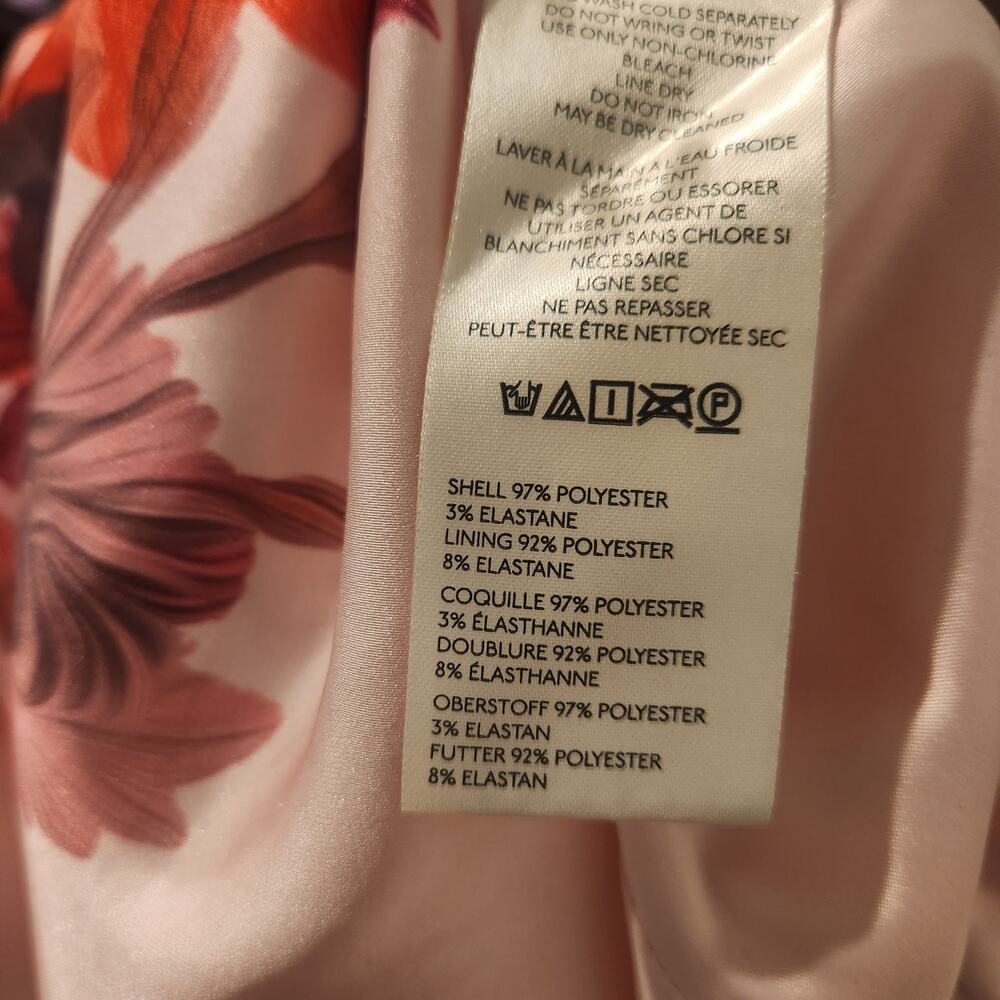 WASH COLD SEPARATELY
DO NOT WRING OR TWIST
USE ONLY NON-CHLORINE
BLEACH
LINE DRY
DO NOT IRON
MAY BE DRY CLEANED
LAVER À LA MAIN À L'EAU FROIDE
SÉPARÉMENT
NE PAS TORDRE OU ESSORER
UTILISER UN AGENT DE
BLANCHIMENT SANS CHLORE SI
NÉCESSAIRE
LIGNE SEC
NE PAS REPASSER
PEUT-ÊTRE ÊTRE NETTOYÉE SEC
P
SHELL 97% POLYESTER
3% ELASTANE
LINING 92% POLYESTER
8% ELASTANE
COQUILLE 97% POLYESTER
3% ÉLASTHANNE
DOUBLURE 92% POLYESTER
8% ÉLASTHANNE
OBERSTOFF 97% POLYESTER
3% ELASTAN
FUTTER 92% POLYESTER
8% ELASTAN